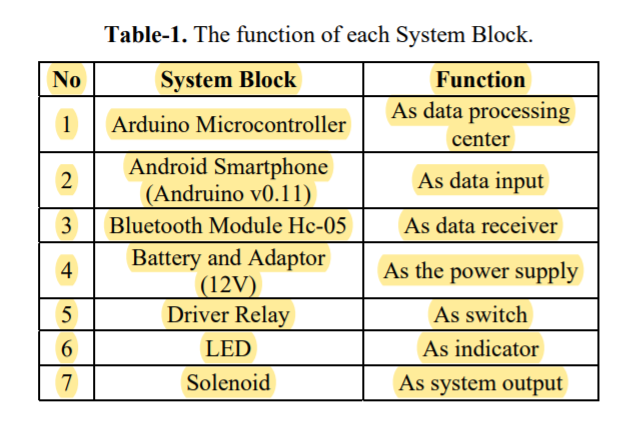 Table-1. The function of each System Block.
No System Block Function
1 Arduino Microcontroller As data processing center
2 Android Smartphone (Andruino v0.11) As data input
3 Bluetooth Module Hc-05 As data receiver
4 Battery and Adaptor (12V) As the power supply
5 Driver Relay As switch
6 LED As indicator
7 Solenoid As system output